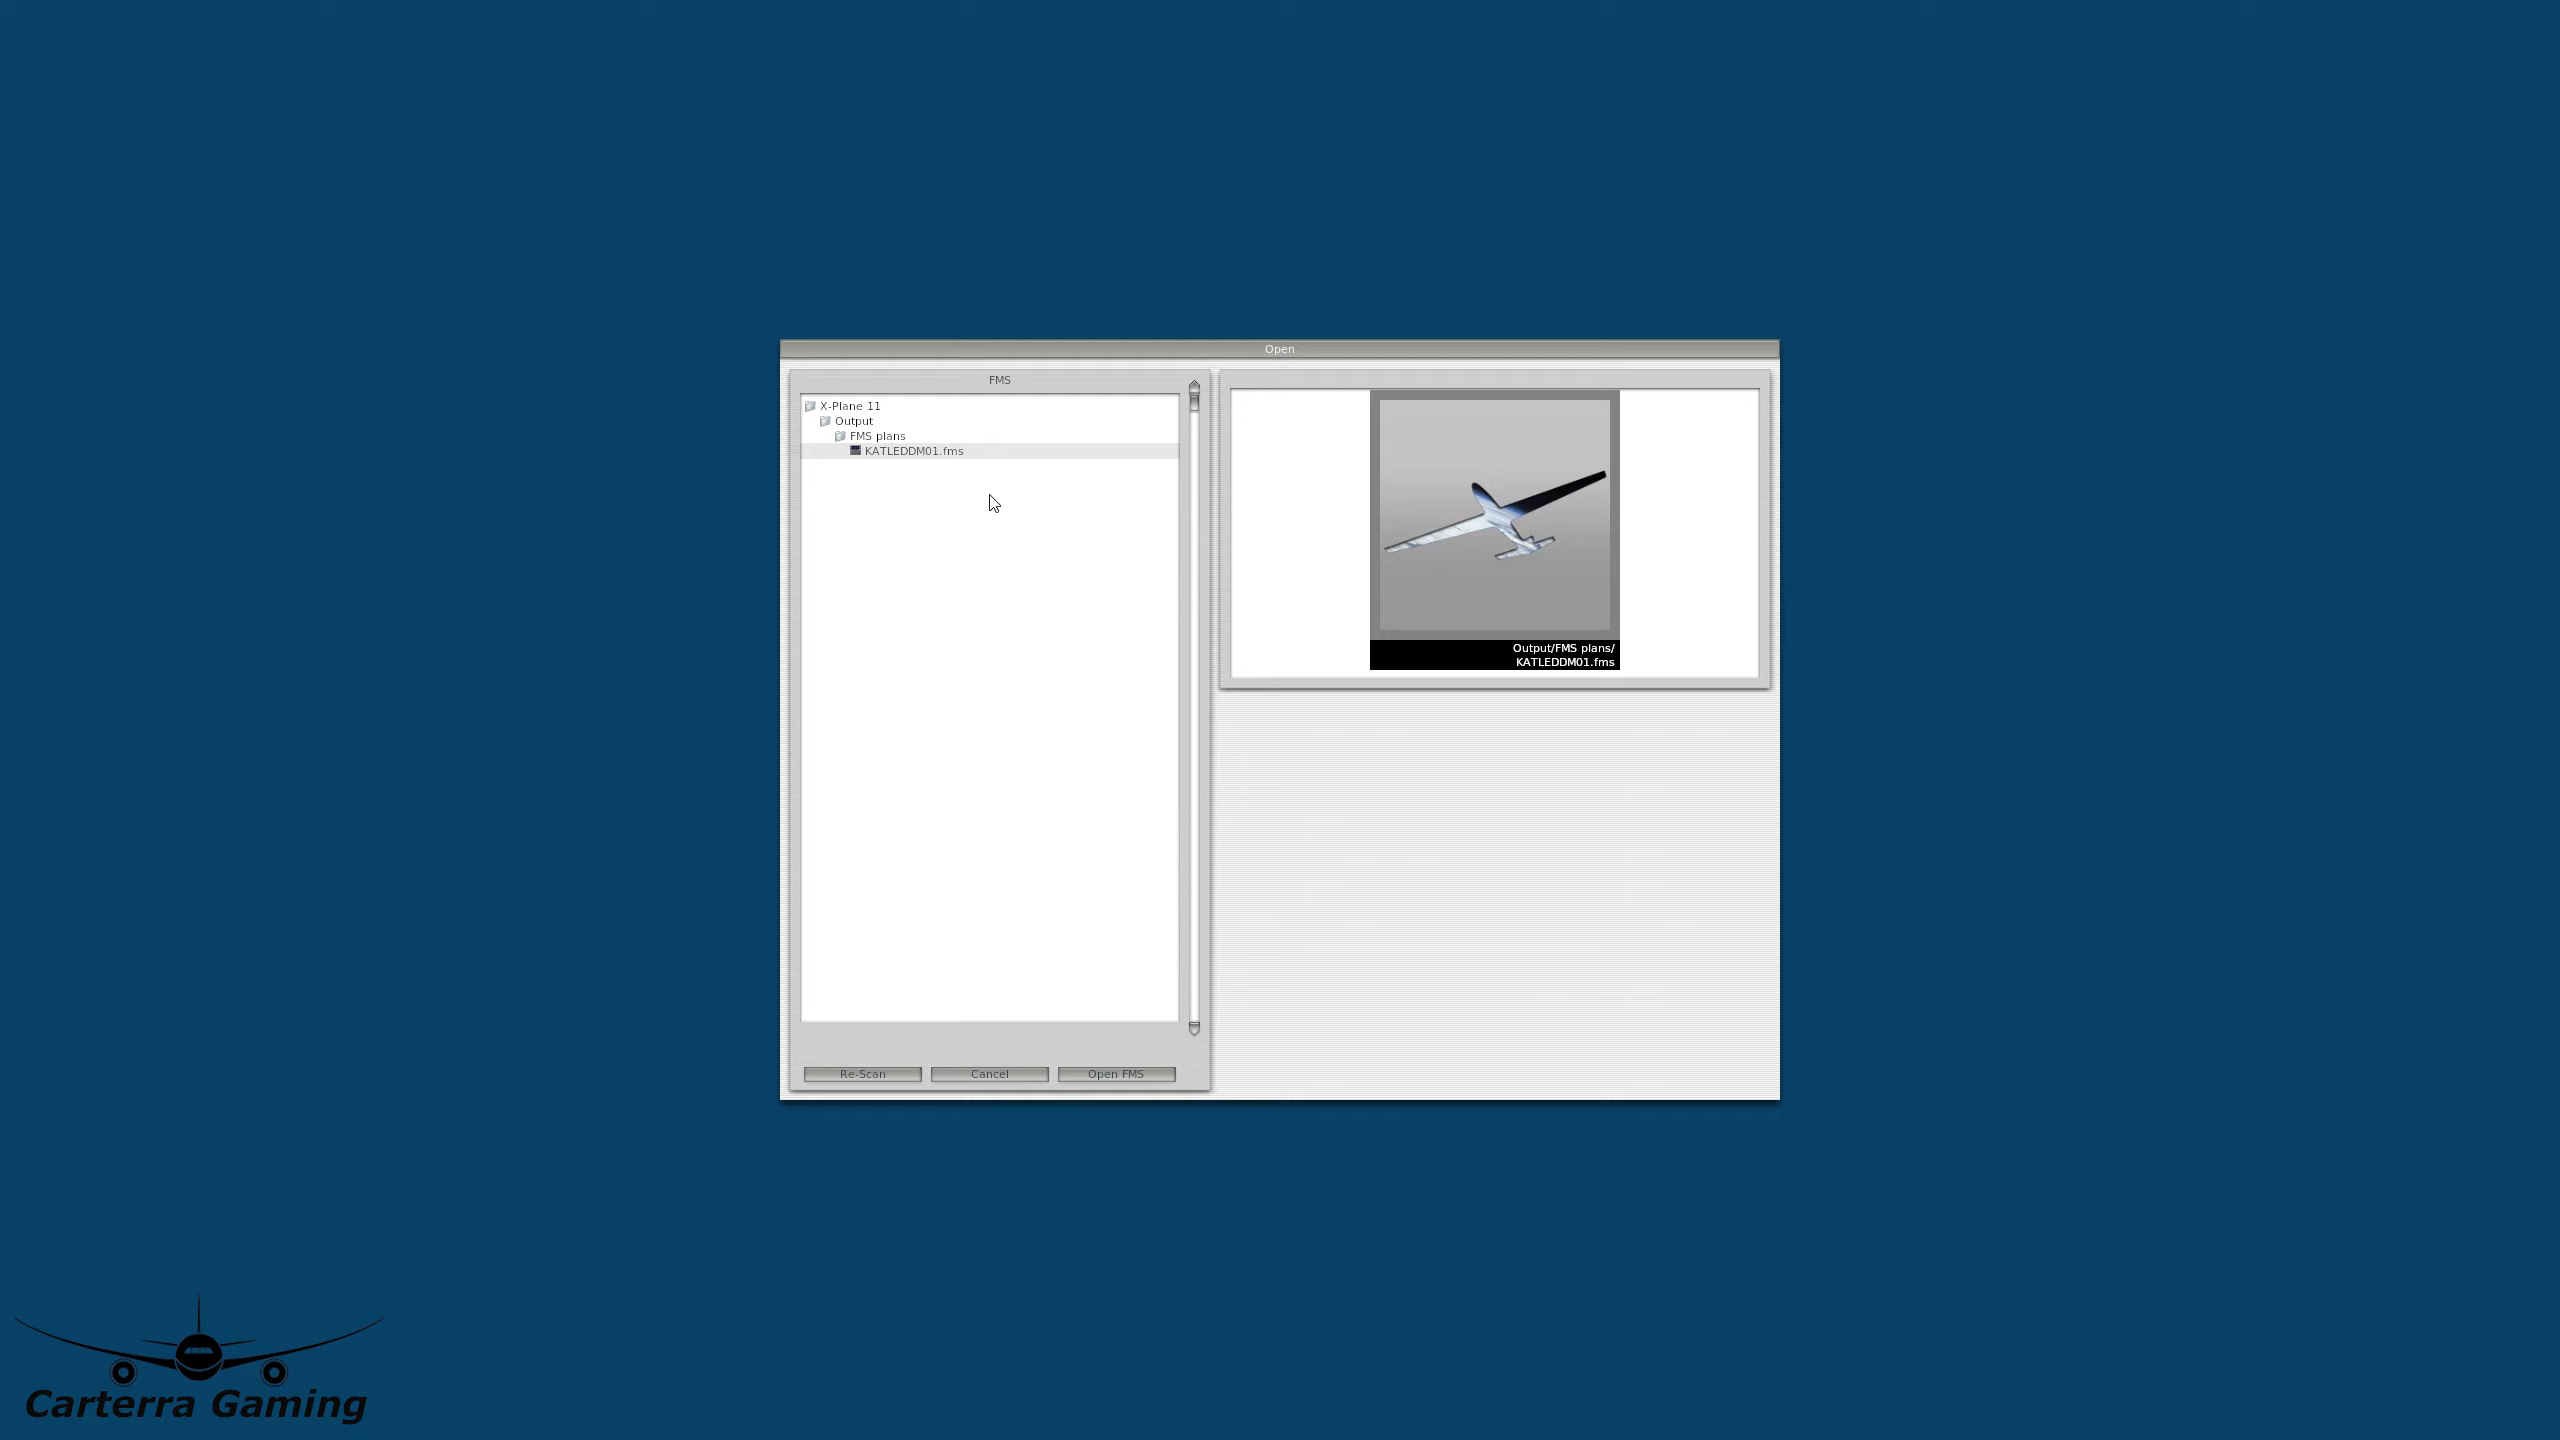 Open
FMS
X-Plane 11
Output
FMS plans
KATLEDDM01.fms
Output/FMS plans/
KATLEDDM01.fms
Re-Scan
Cancel
Open FMS
Carterra Gaming